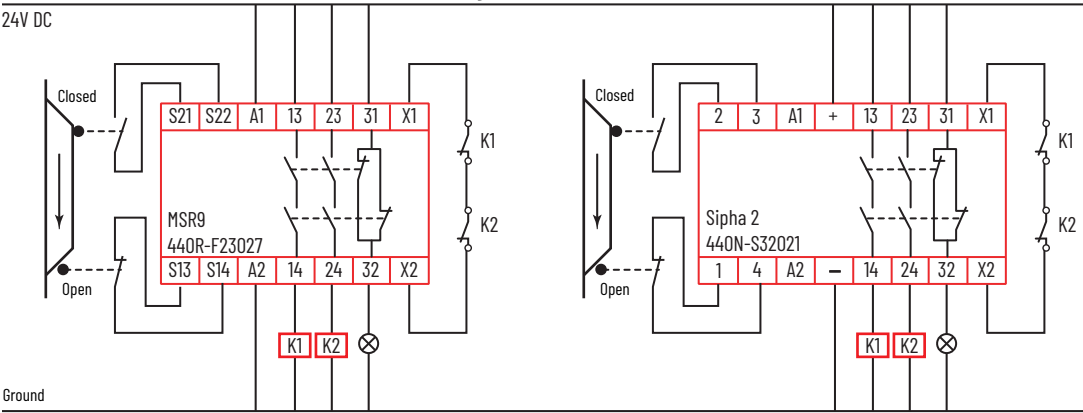 24V DC
Closed
S21 S22 A1 13 23 31 X1
K1
MSR9
440R-F23027
K2
S13 S14 A2 14 24 32 X2
Open
K1 K2
Closed
2 3 A1 + 13 23 31 X1
K1
Sipha 2
440N-S32021
K2
1 4 A2 – 14 24 32 X2
Open
K1 K2
Ground